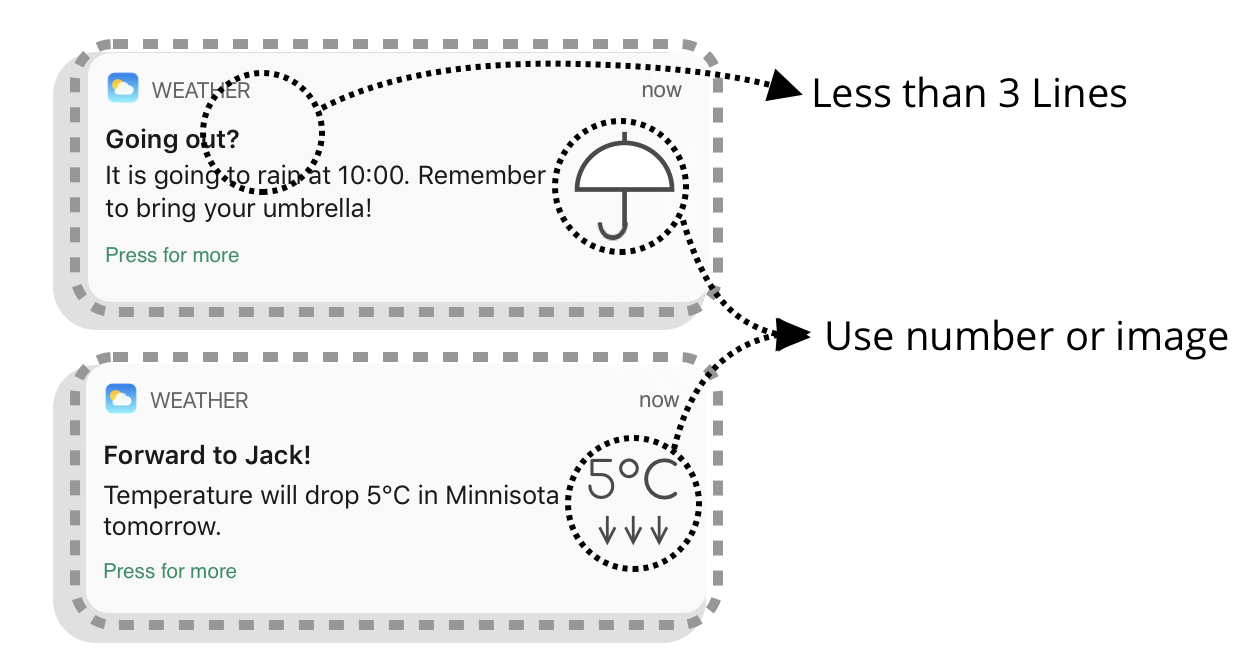 WEATHER
now
Less than 3 Lines
Going out?
It is going to rain at 10:00. Remember
to bring your umbrella!
Press for more
Use number or image
WEATHER
now
Forward to Jack!
5°C
Temperature will drop 5°C in Minnisota
tomorrow.
Press for more